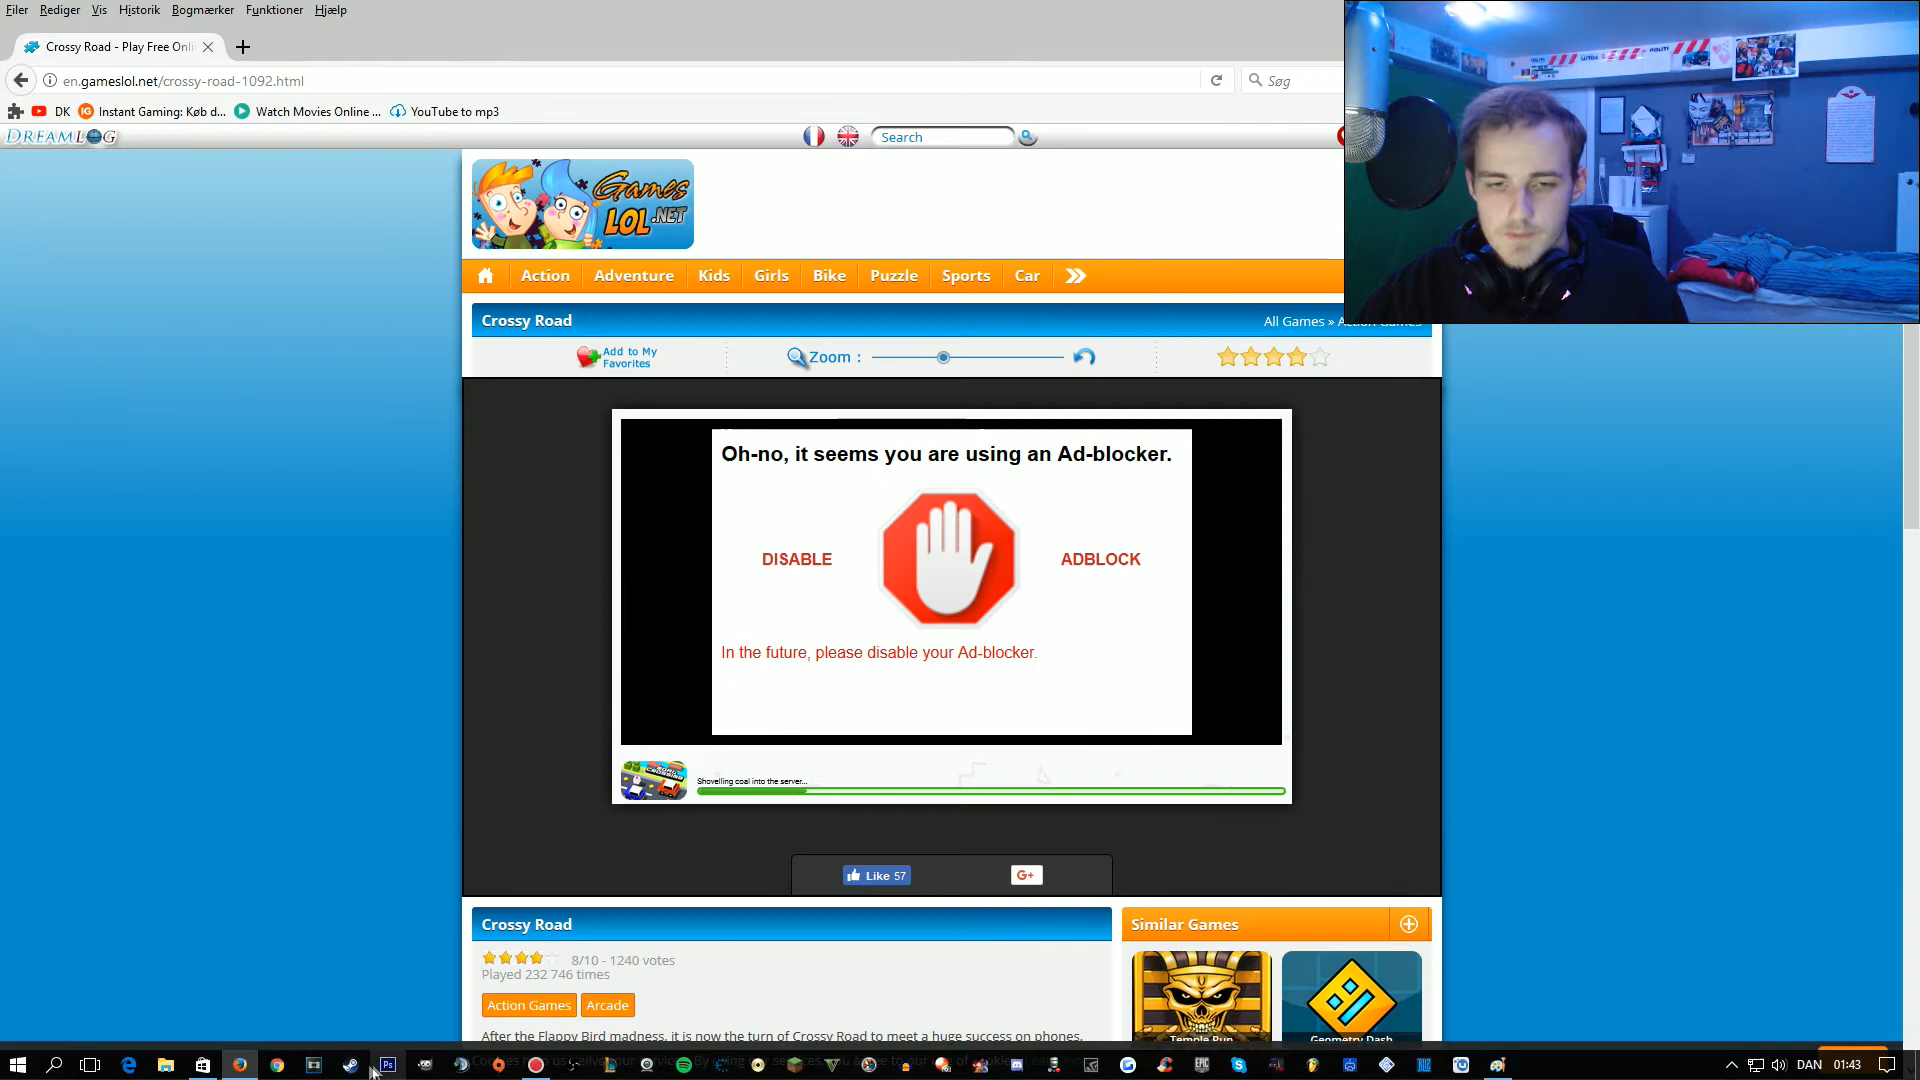 Filer Rediger Vis Historik Bogmærker Funktioner Hjælp
Crossy Road - Play Free Onli
en.gameslol.net/crossy-road-1092.html
Søg
DK Instant Gaming: Køb d... Watch Movies Online ... YouTube to mp3
DREAMLOG
Search
Games
LOL.NET
Action Adventure Kids Girls Bike Puzzle Sports Car
Crossy Road
All Games » Action Games
Add to My
Favorites
Zoom :
Oh-no, it seems you are using an Ad-blocker.
DISABLE ADBLOCK
In the future, please disable your Ad-blocker.
Shovelling coal into the server...
Like 57
G+
Crossy Road
Similar Games
8/10 - 1240 votes
Played 232 746 times
Action Games Arcade
After the Flappy Bird madness, it is now the turn of Crossy Road to meet a huge success on phones,
Temple Run
Geometry Dash
DAN 01:43